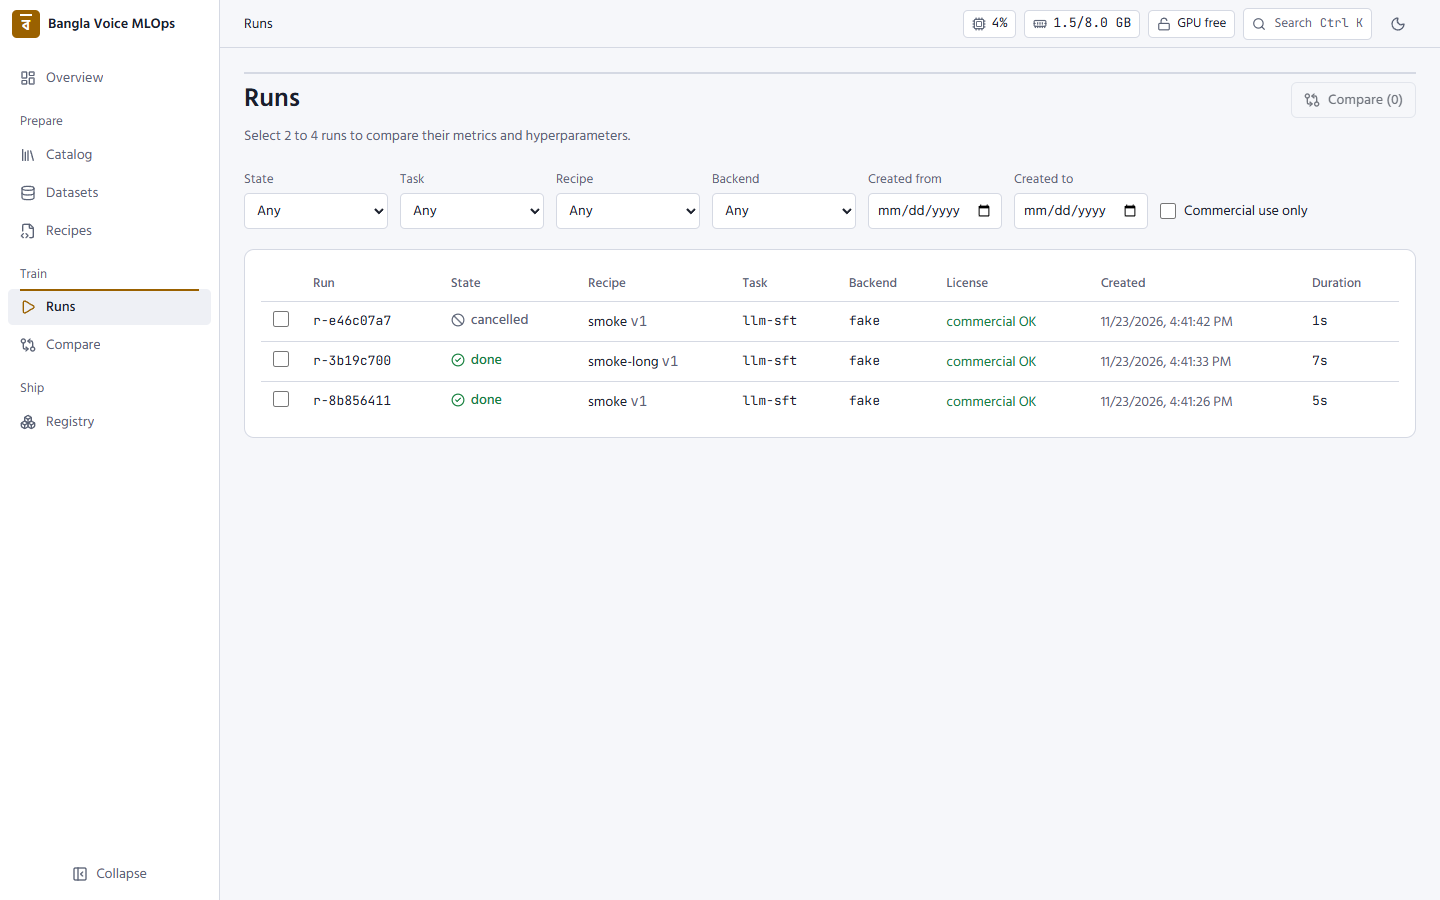 ব Bangla Voice MLOps
Runs
4%
1.5/8.0 GB
GPU free
Search Ctrl K
Overview
Prepare
Catalog
Datasets
Recipes
Train
Runs
Compare
Ship
Registry
Collapse
Runs
Compare (0)
Select 2 to 4 runs to compare their metrics and hyperparameters.
State Task Recipe Backend Created from Created to
Any Any Any Any mm/dd/yyyy mm/dd/yyyy Commercial use only
Run State Recipe Task Backend License Created Duration
r-e46c07a7 cancelled smoke v1 llm-sft fake commercial OK 11/23/2026, 4:41:42 PM 1s
r-3b19c700 done smoke-long v1 llm-sft fake commercial OK 11/23/2026, 4:41:33 PM 7s
r-8b856411 done smoke v1 llm-sft fake commercial OK 11/23/2026, 4:41:26 PM 5s